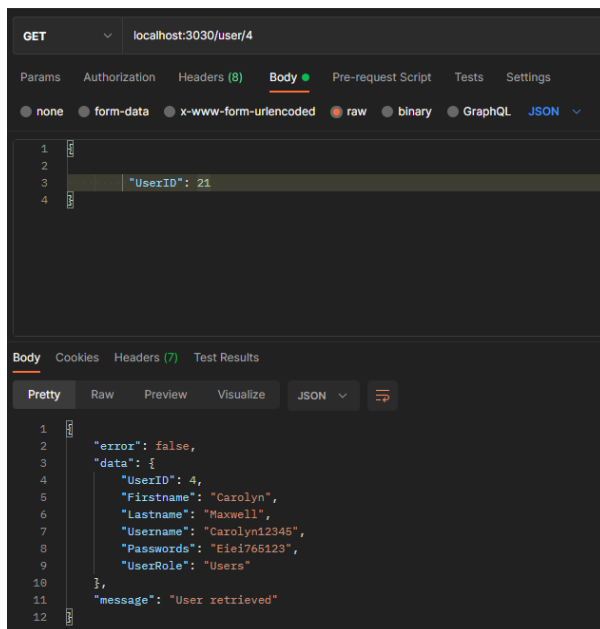 GET localhost:3030/user/4
Params Authorization Headers (8) Body Pre-request Script Tests Settings
none form-data x-www-form-urlencoded raw binary GraphQL JSON
1 {
2
3 "UserID": 21
4 }
Body Cookies Headers (7) Test Results
Pretty Raw Preview Visualize JSON
1 {
2 "error": false,
3 "data": {
4 "UserID": 4,
5 "Firstname": "Carolyn",
6 "Lastname": "Maxwell",
7 "Username": "Carolyn12345",
8 "Passwords": "Eiei765123",
9 "UserRole": "Users"
10 },
11 "message": "User retrieved"
12 }